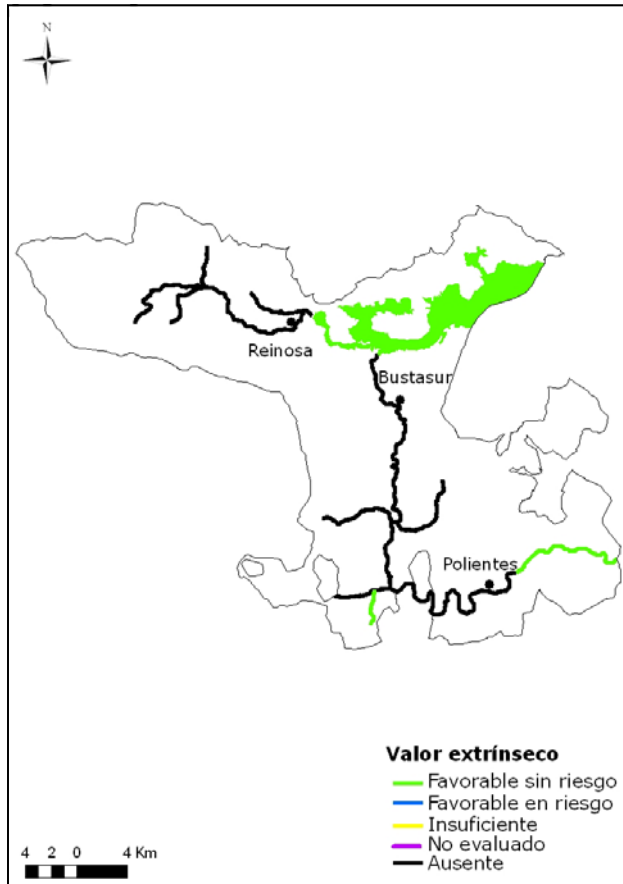 N
Reinosa
Bustasur
Polientes
Valor extrínseco
Favorable sin riesgo
Favorable en riesgo
Insuficiente
No evaluado
Ausente
4 2 0 4 Km